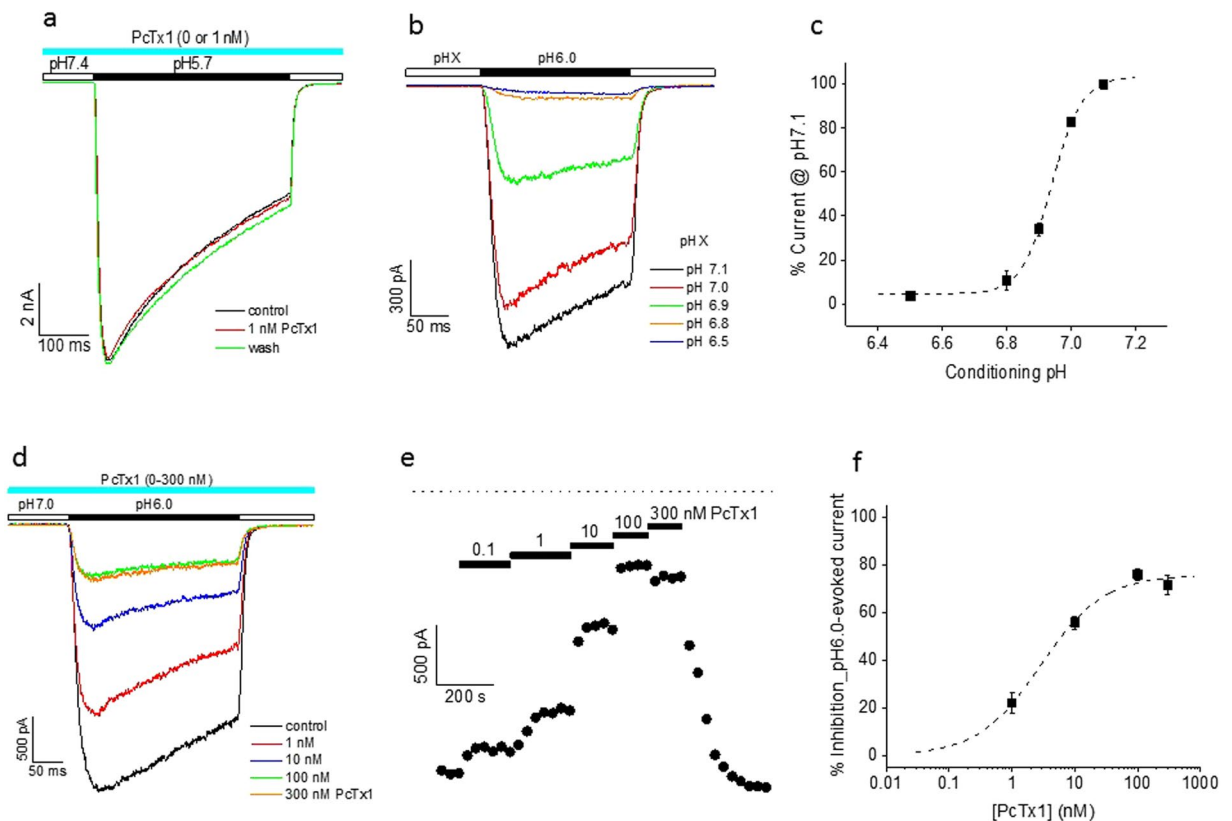 a
PcTx1 (0 or 1 nM)
pH7.4 pH5.7
2 nA
100 ms
control
1 nM PcTx1
wash
b
pHX pH6.0
300 pA
50 ms
pHX
pH 7.1
pH 7.0
pH 6.9
pH 6.8
pH 6.5
c
% Current @ pH7.1
100
80
60
40
20
0
6.4 6.6 6.8 7.0 7.2
Conditioning pH
d
PcTx1 (0-300 nM)
pH7.0 pH6.0
500 pA
50 ms
control
1 nM
10 nM
100 nM
300 nM PcTx1
e
0.1 1 10 100 300 nM PcTx1
500 pA
200 s
f
% Inhibition_pH6.0-evoked current
100
80
60
40
20
0
0.01 0.1 1 10 100 1000
[PcTx1] (nM)